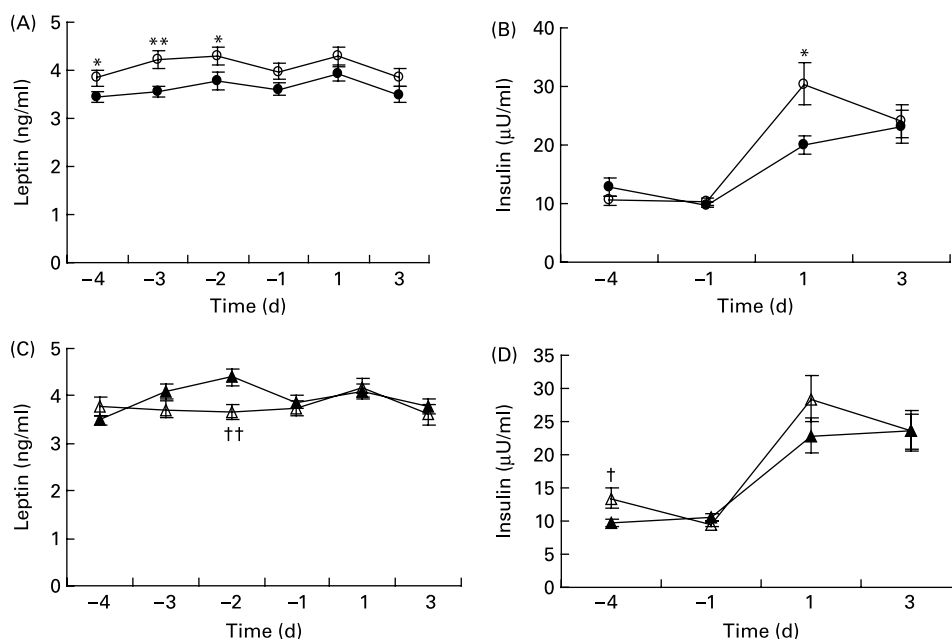 (A)
5
4
3
2
1
0
Leptin (ng/ml)
* ** *
−4 −3 −2 −1 1 3
Time (d)
(B)
40
30
20
10
0
Insulin (μU/ml)
*
−4 −1 1 3
Time (d)
(C)
5
4
3
2
1
0
Leptin (ng/ml)
††
−4 −3 −2 −1 1 3
Time (d)
(D)
35
30
25
20
15
10
5
0
Insulin (μU/ml)
†
−4 −1 1 3
Time (d)